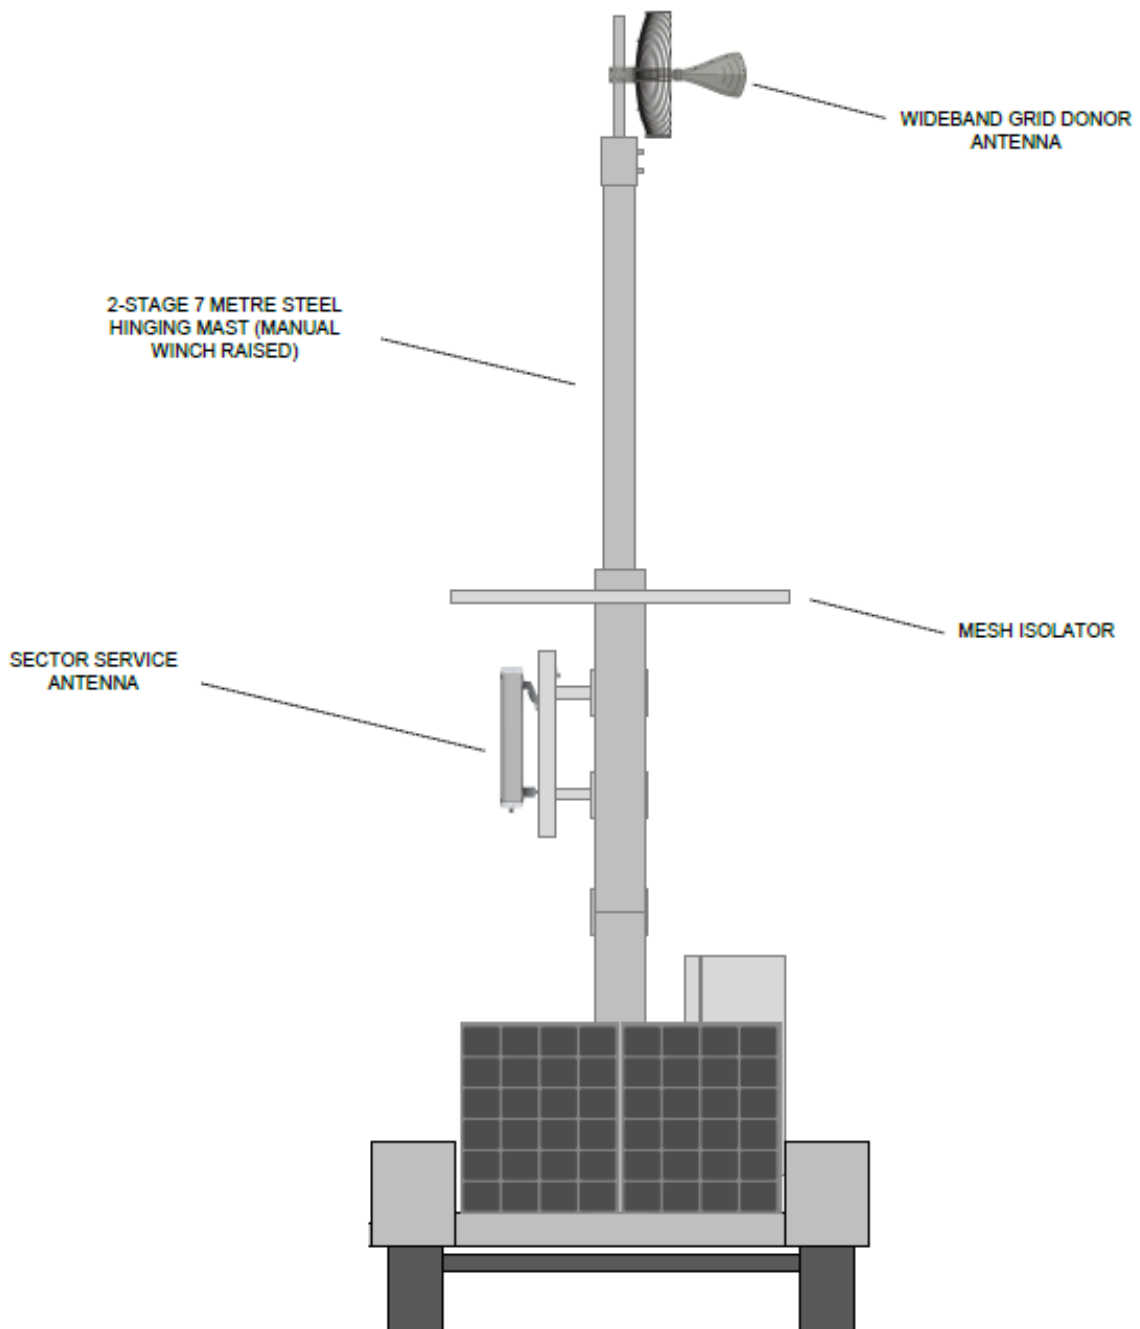 WIDEBAND GRID DONOR
ANTENNA
2-STAGE 7 METRE STEEL
HINGING MAST (MANUAL
WINCH RAISED)
MESH ISOLATOR
SECTOR SERVICE
ANTENNA